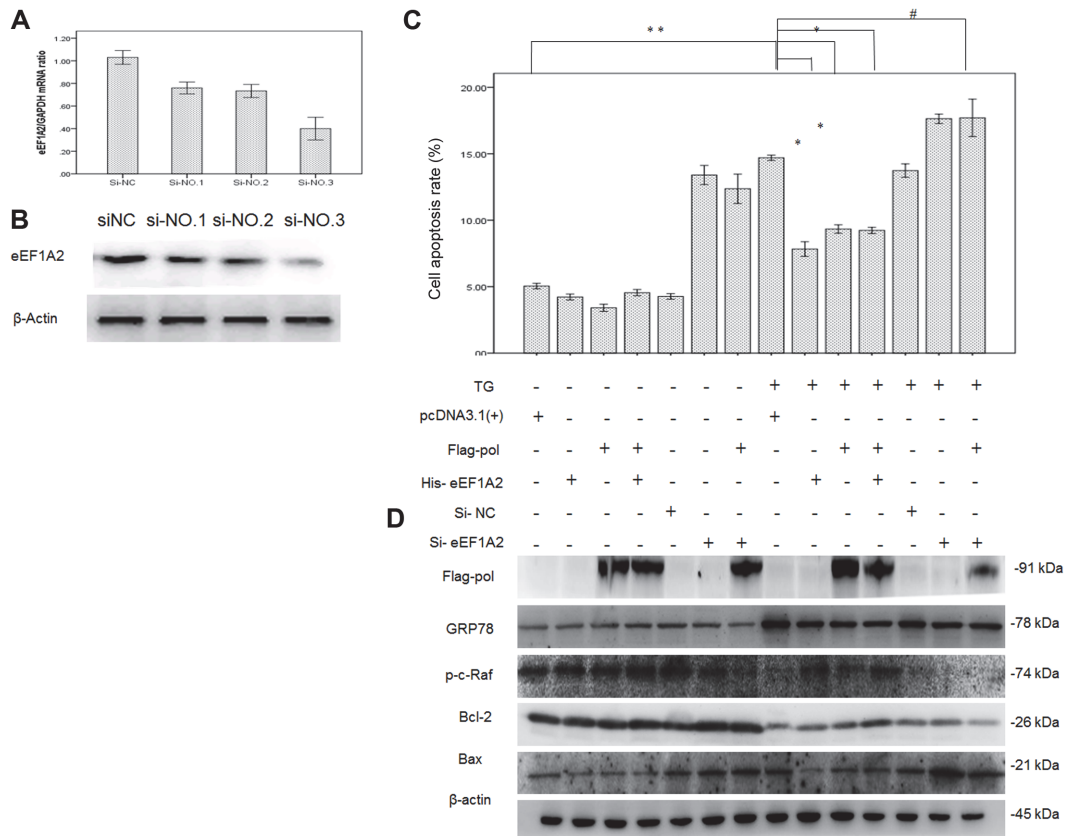 A
eEF1A2/GAPDH mRNA ratio
1.20
1.00
.80
.60
.40
.20
.00
Si-NC
Si-NO.1
Si-NO.2
Si-NO.3
B
siNC si-NO.1 si-NO.2 si-NO.3
eEF1A2
β-Actin
C
* *
*
#
*
*
Cell apoptosis rate (%)
20.00
15.00
10.00
5.00
.00
TG - - - - - - - + + + + + + +
pcDNA3.1(+) + - - - - - - + - - - - - -
Flag-pol - - + + - - + - - + + - - +
His- eEF1A2 - + - + - - - - + - + - - -
Si- NC - - - - + - - - - - - + - -
D
Si- eEF1A2 - - - - - + + - - - - - + +
Flag-pol -91 kDa
GRP78 -78 kDa
p-c-Raf -74 kDa
Bcl-2 -26 kDa
Bax -21 kDa
β-actin -45 kDa